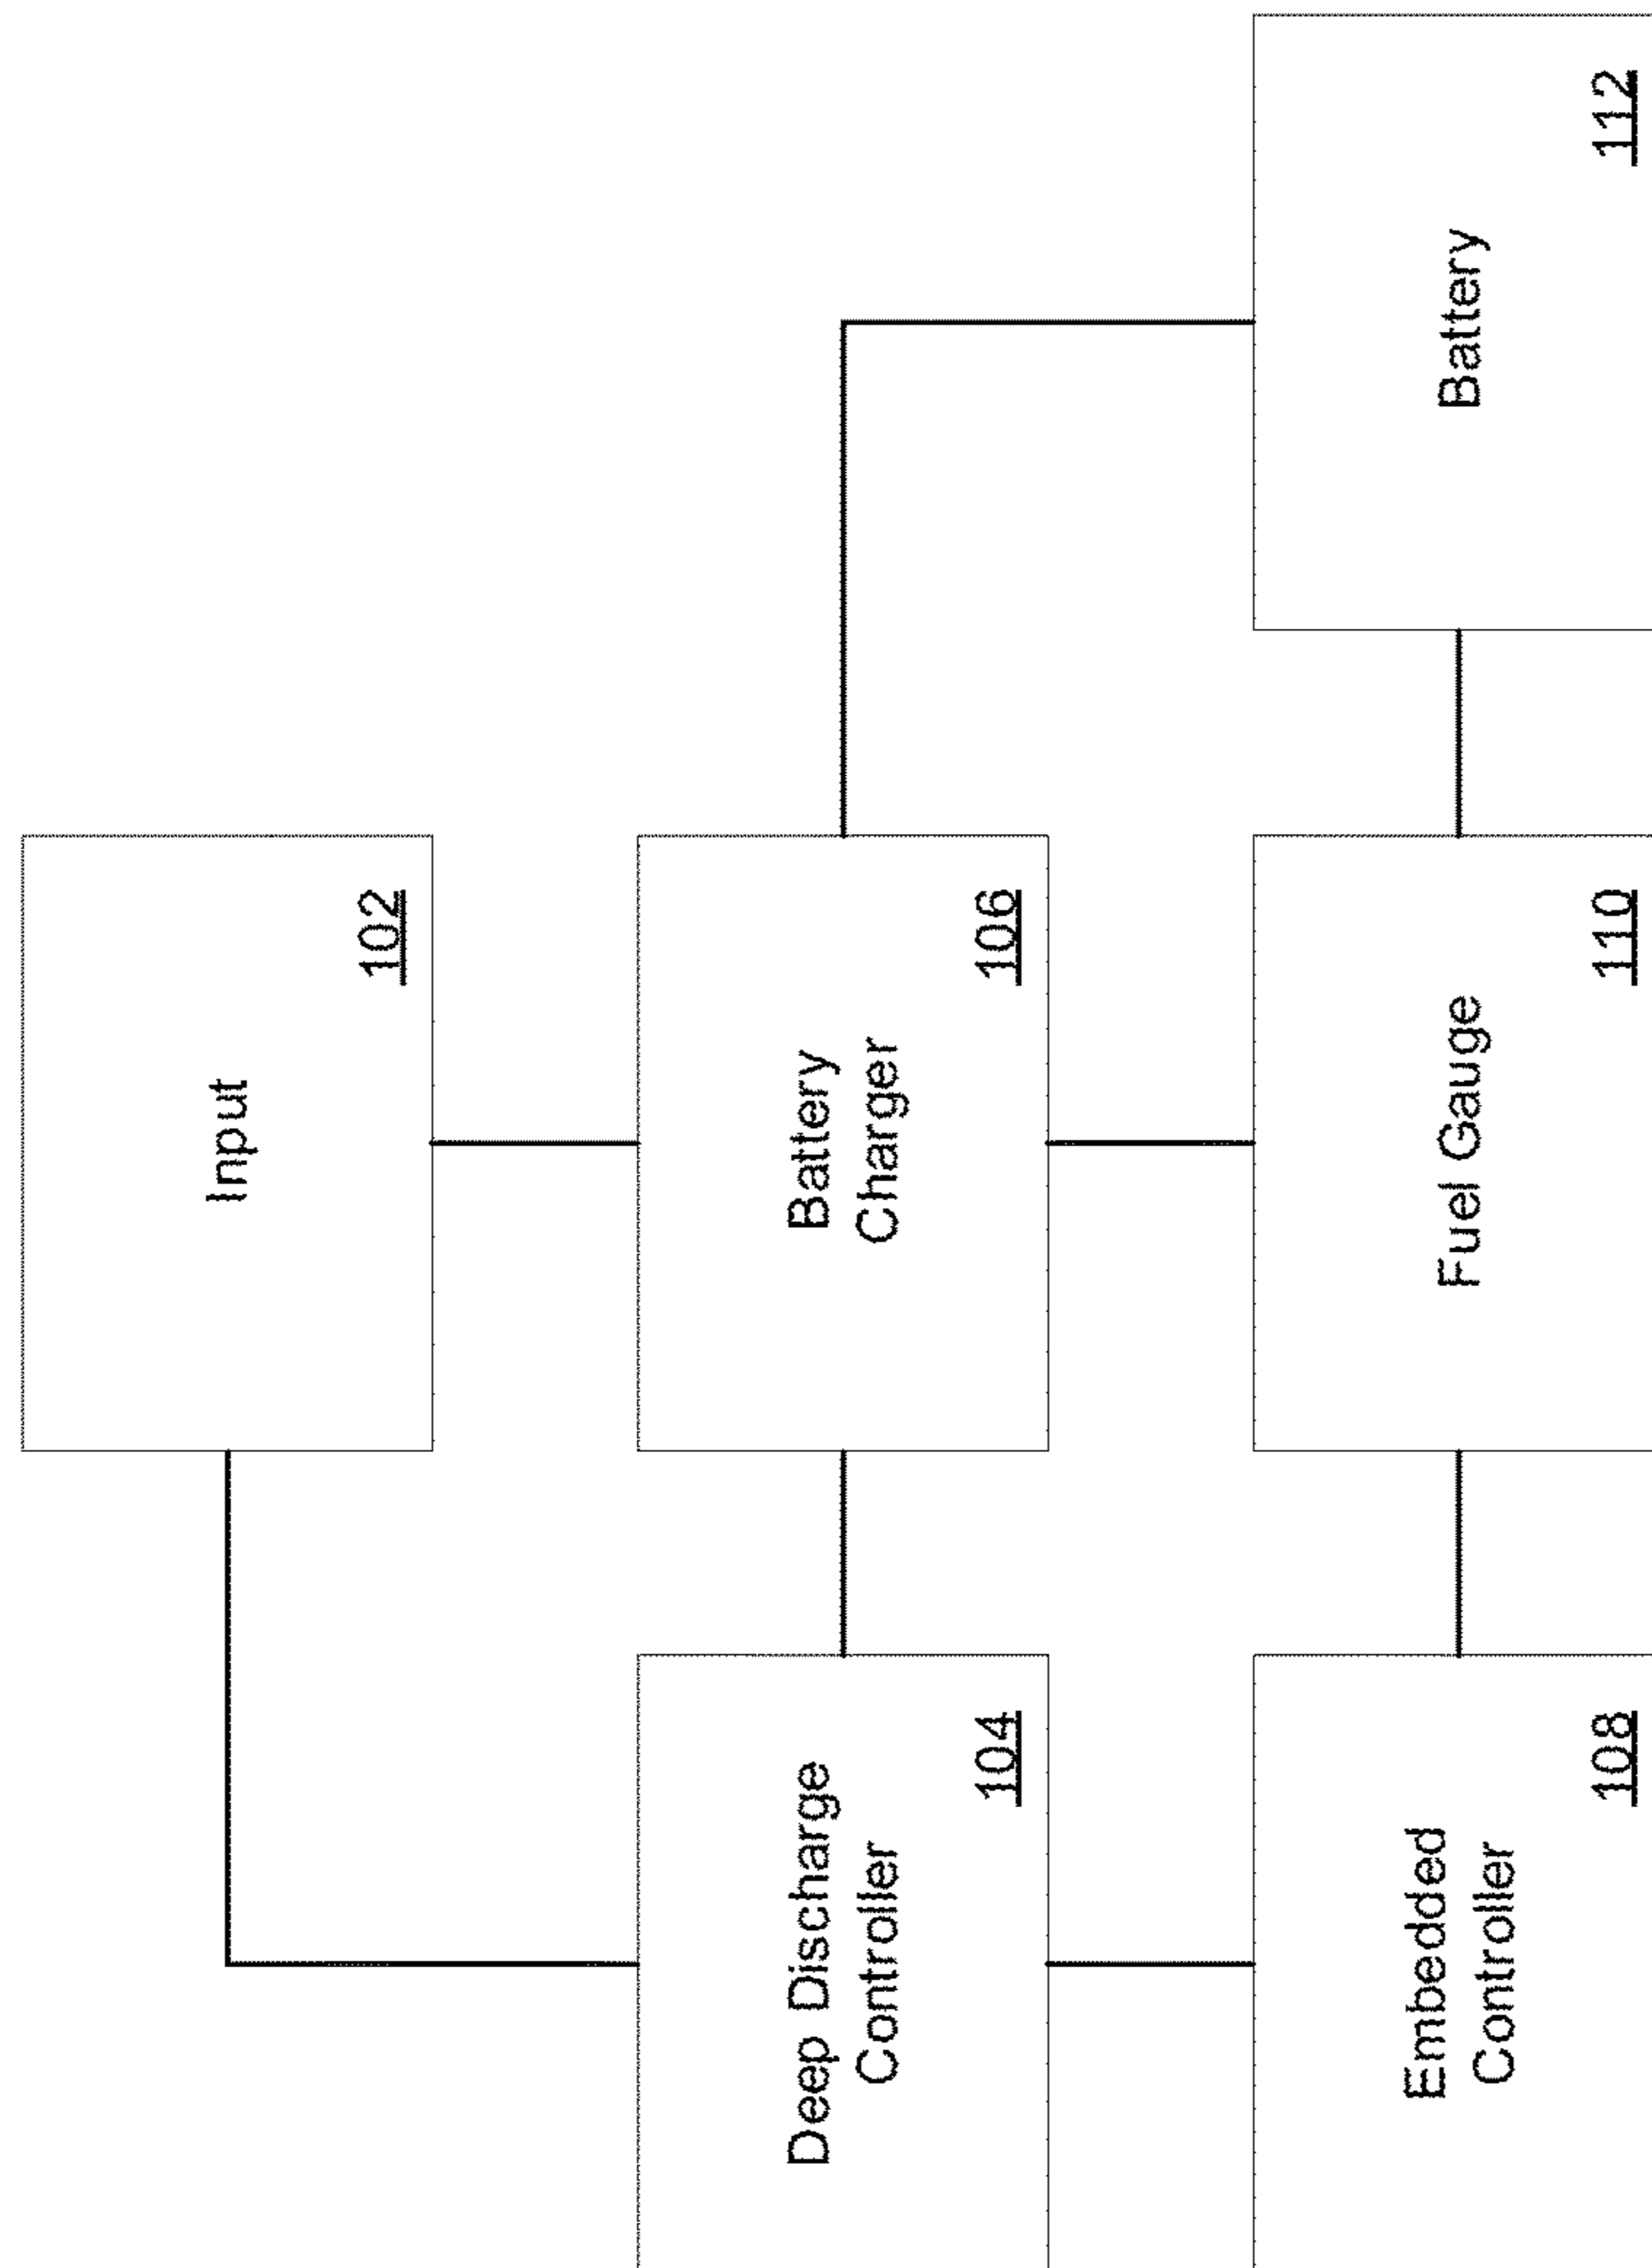 Input
102
Deep Discharge
Controller
104
Battery
Charger
106
Embedded
Controller
108
Fuel Gauge
110
Battery
112